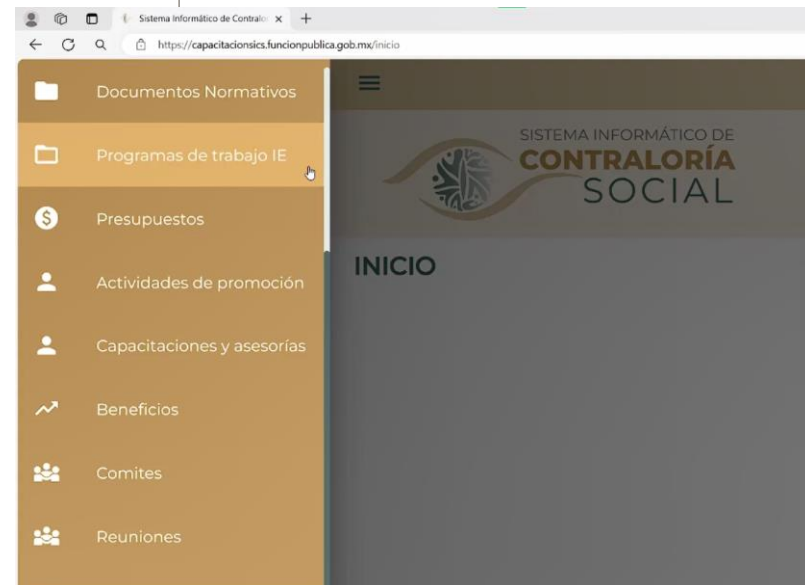 Sistema Informático de Contralo
https://capacitacionsics.funcionpublica.gob.mx/inicio
Documentos Normativos
Programas de trabajo IE
Presupuestos
Actividades de promoción
Capacitaciones y asesorías
Beneficios
Comites
Reuniones
SISTEMA INFORMÁTICO DE
CONTRALORÍA
SOCIAL
INICIO